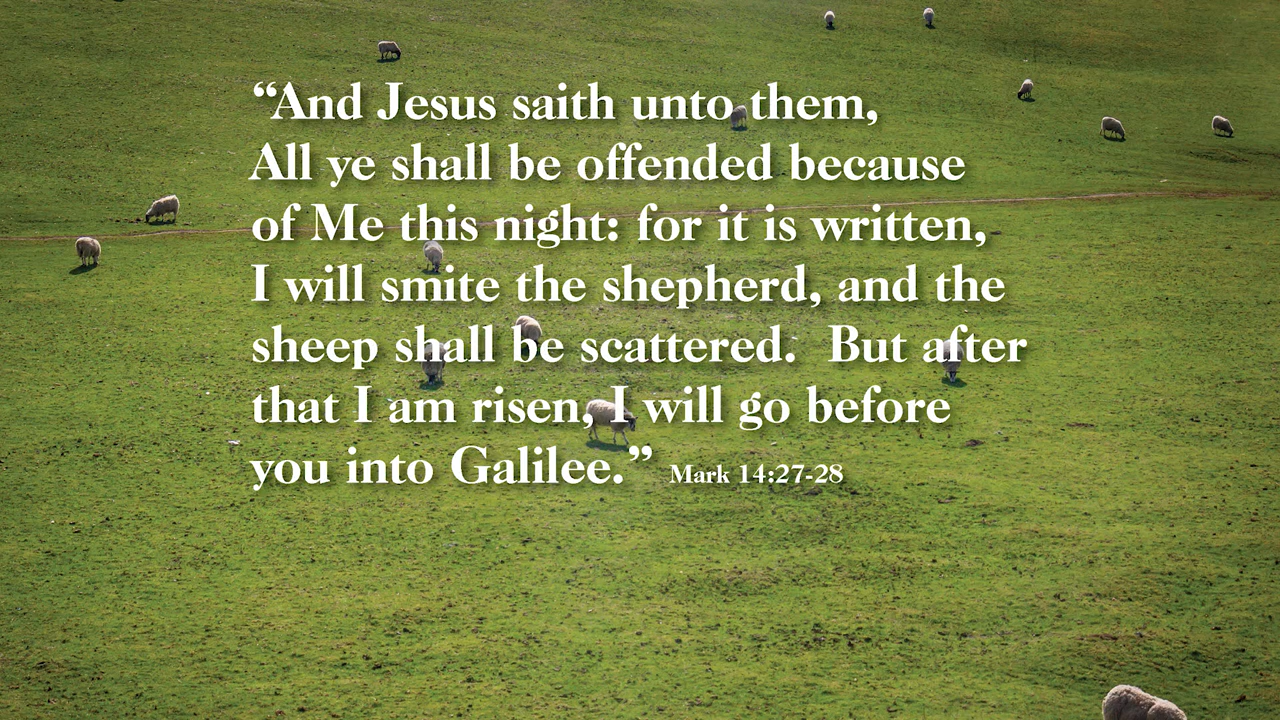 “And Jesus saith unto them,
All ye shall be offended because
of Me this night: for it is written,
I will smite the shepherd, and the
sheep shall be scattered.  But after
that I am risen, I will go before
you into Galilee.” Mark 14:27-28